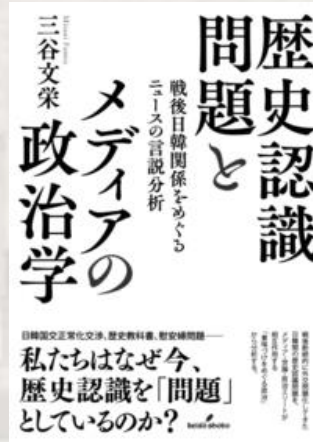 歴史認識
問題と
メディアの
政治学
戦後日韓関係をめぐる
ニュースの言説分析
三谷文栄
日韓国交正常化交渉、歴史教科書、慰安婦問題――
私たちはなぜ今、
歴史認識を「問題」
としているのか?
keiso shobo